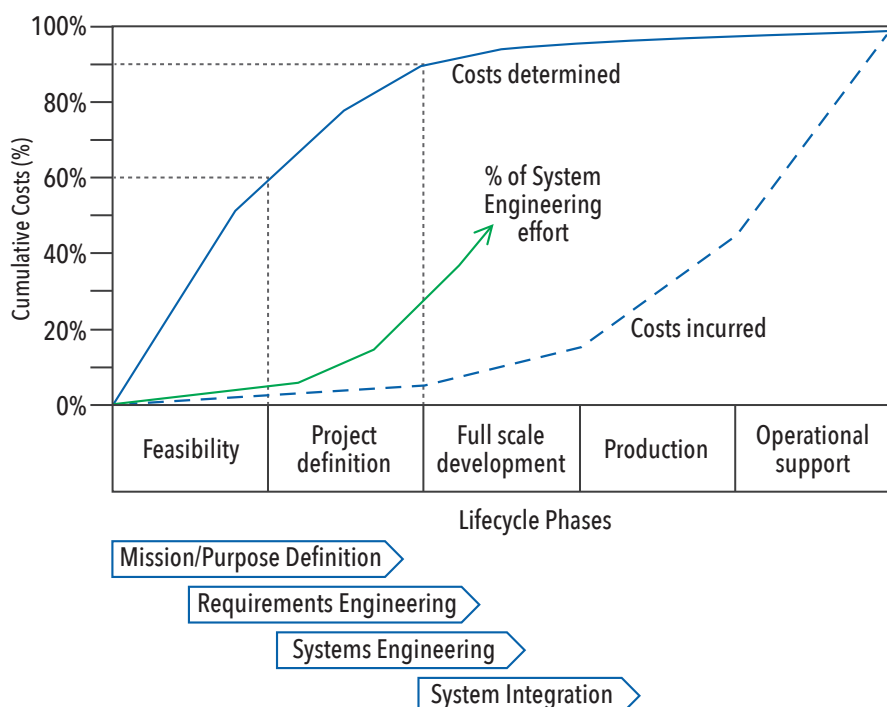 100%
80%
60%
40%
20%
0%
Cumulative Costs (%)
Costs determined
% of System
Engineering
effort
Costs incurred
Feasibility
Project
definition
Full scale
development
Production
Operational
support
Lifecycle Phases
Mission/Purpose Definition
Requirements Engineering
Systems Engineering
System Integration